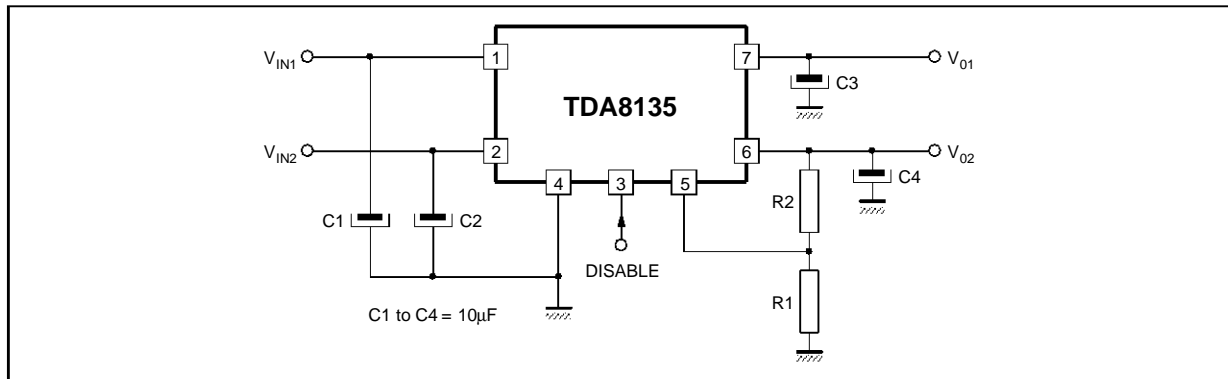 V_IN1
1
7
V_01
C3
TDA8135
V_IN2
2
6
V_02
C4
4
3
5
R2
C1
C2
DISABLE
R1
C1 to C4 = 10µF